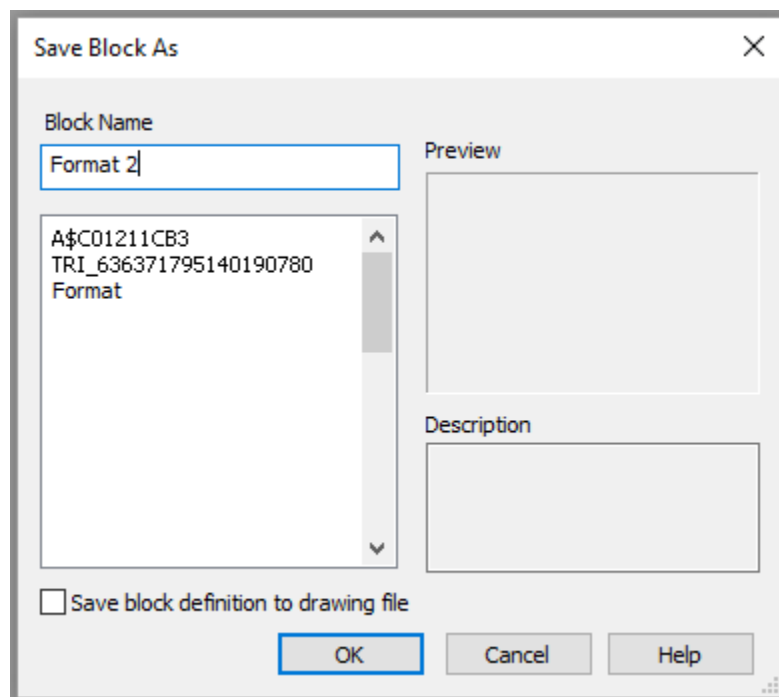 Save Block As
Block Name
Format 2
Preview
A$C01211CB3
TRI_636371795140190780
Format
Description
Save block definition to drawing file
OK
Cancel
Help